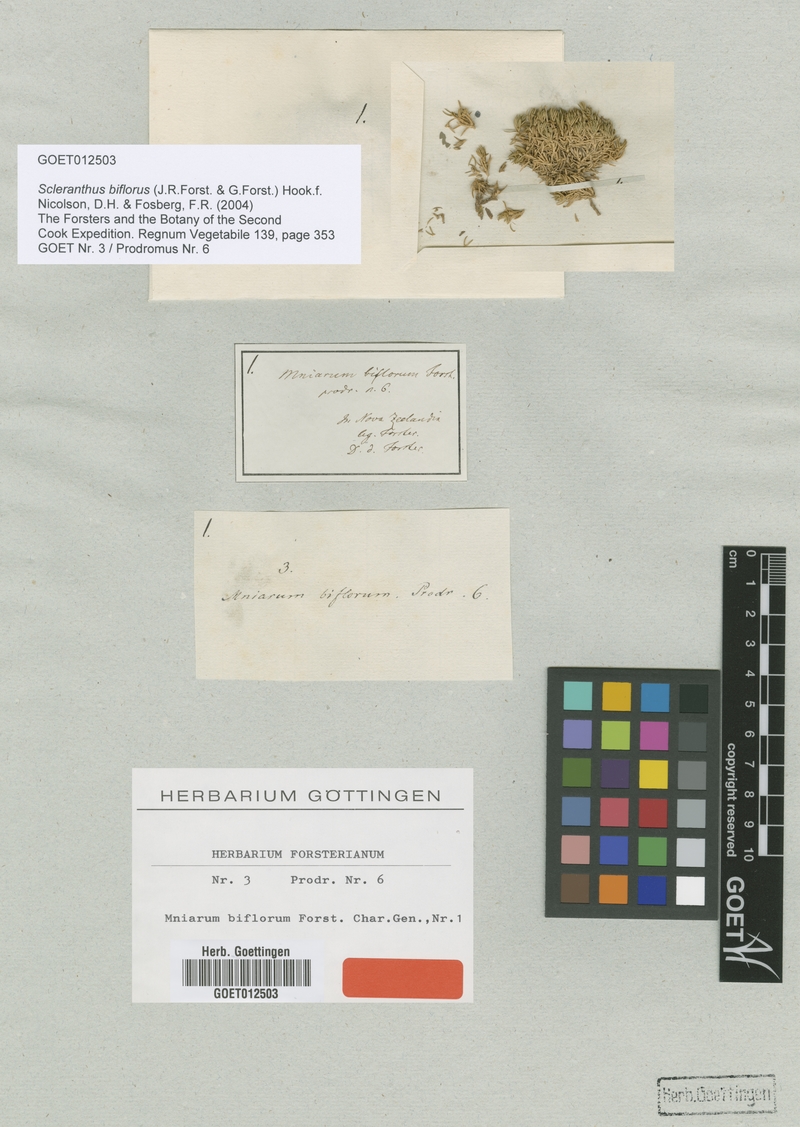 1.
1.
GOET012503
Scleranthus biflorus (J.R.Forst. & G.Forst.) Hook.f.
Nicolson, D.H. & Fosberg, F.R. (2004)
The Forsters and the Botany of the Second
Cook Expedition. Regnum Vegetabile 139, page 353
GOET Nr. 3 / Prodromus Nr. 6
1.
Mniarum biflorum Forst.
prodr. n. 6.
In Nova Zeelandia
leg. Forster.
D. d. Forster.
1.
3.
Mniarum biflorum. Prodr. 6.
HERBARIUM GÖTTINGEN
HERBARIUM FORSTERIANUM
Nr. 3 Prodr. Nr. 6
Mniarum biflorum Forst. Char.Gen.,Nr.1
Herb. Goettingen
GOET012503
cm 0 1 2 3 4 5 6 7 8 9 10
copyright reserved
GOET
Herb.Goettingen